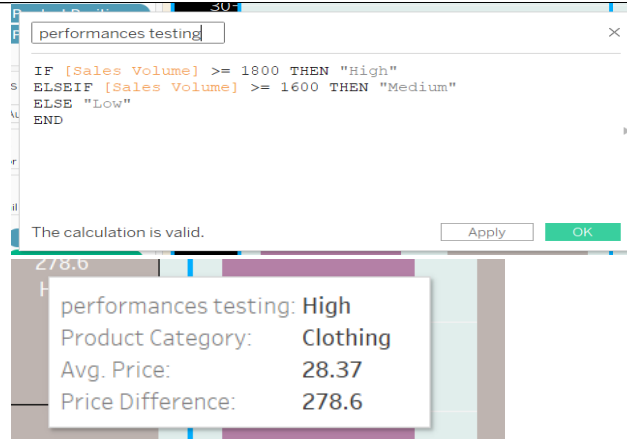 30
performances testing
IF [Sales Volume] >= 1800 THEN "High"
ELSEIF [Sales Volume] >= 1600 THEN "Medium"
ELSE "Low"
END
The calculation is valid.
Apply
OK
278.6
H
performances testing: High
Product Category: Clothing
Avg. Price: 28.37
Price Difference: 278.6